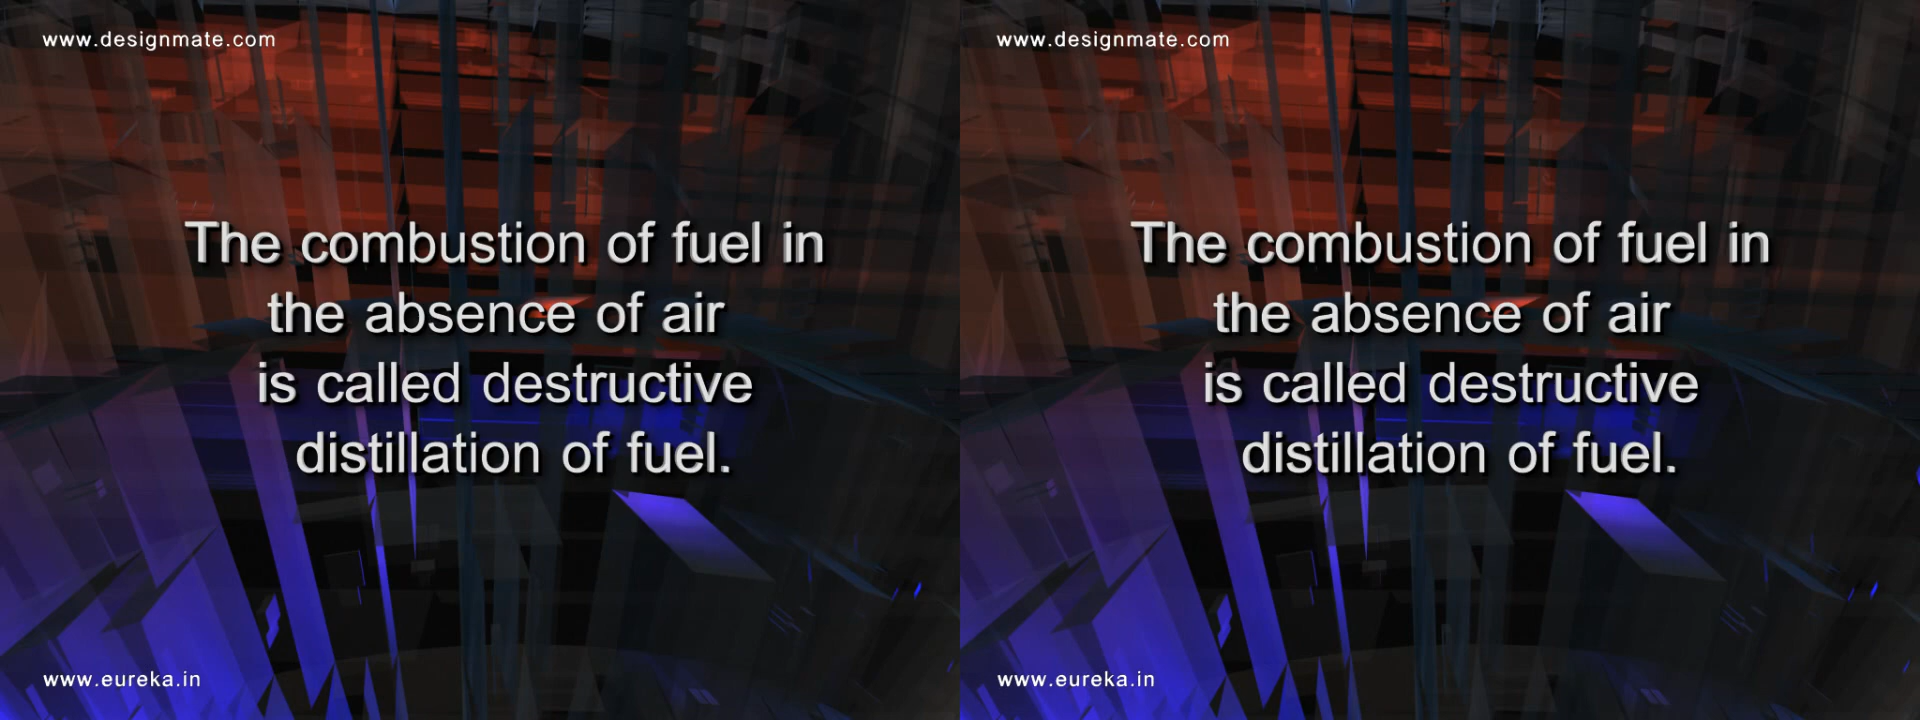 www.designmate.com
The combustion of fuel in
the absence of air
is called destructive
distillation of fuel.
www.eureka.in
www.designmate.com
The combustion of fuel in
the absence of air
is called destructive
distillation of fuel.
www.eureka.in